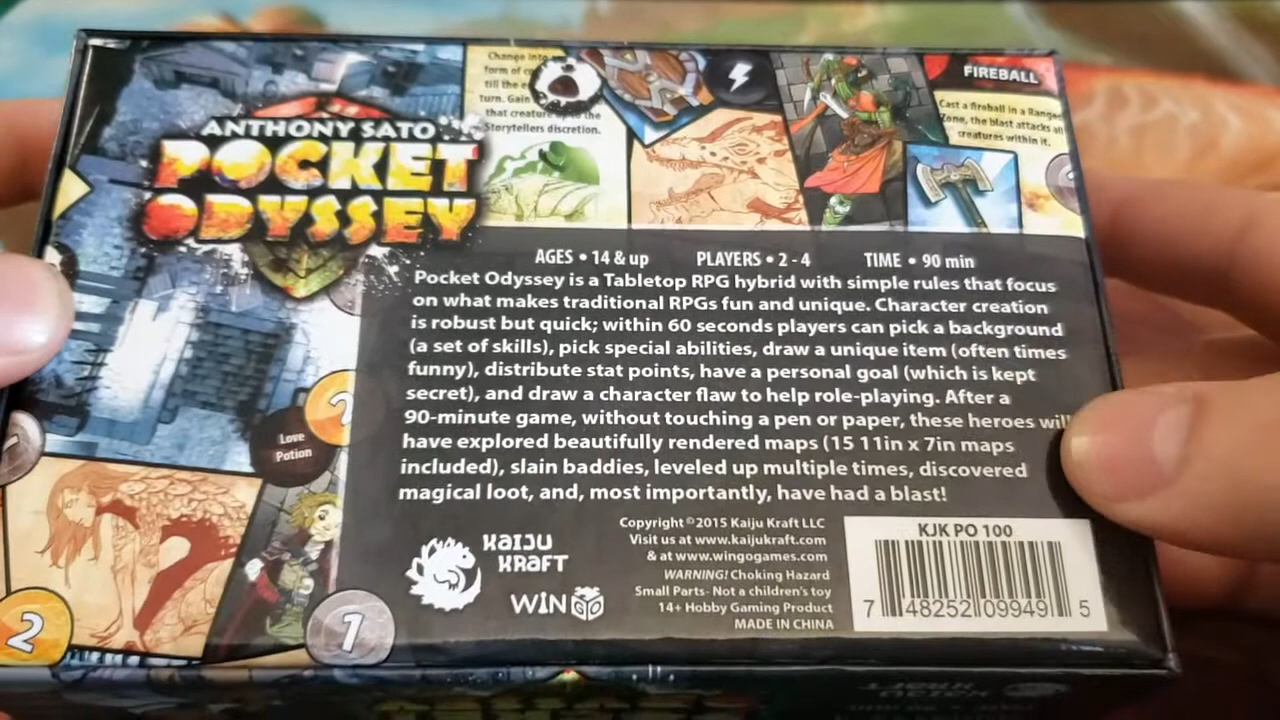 ANTHONY SATO
POCKET
ODYSSEY
Change into
form of
till the
turn. Gain
that creature up to the
Storytellers discretion.
FIREBALL
Cast a fireball in a Ranged
Zone, the blast attacks all
creatures within it.
AGES • 14 & up PLAYERS • 2 - 4 TIME • 90 min
Pocket Odyssey is a Tabletop RPG hybrid with simple rules that focus
on what makes traditional RPGs fun and unique. Character creation
is robust but quick; within 60 seconds players can pick a background
(a set of skills), pick special abilities, draw a unique item (often times
funny), distribute stat points, have a personal goal (which is kept
secret), and draw a character flaw to help role-playing. After a
90-minute game, without touching a pen or paper, these heroes will
have explored beautifully rendered maps (15 11in x 7in maps
included), slain baddies, leveled up multiple times, discovered
magical loot, and, most importantly, have had a blast!
Love
Potion
2
1
KAIJU
KRAFT
WINGO
Copyright ©2015 Kaiju Kraft LLC
Visit us at www.kaijukraft.com
& at www.wingogames.com
WARNING! Choking Hazard
Small Parts- Not a children's toy
14+ Hobby Gaming Product
MADE IN CHINA
KJK PO 100
7 48252 09949 5